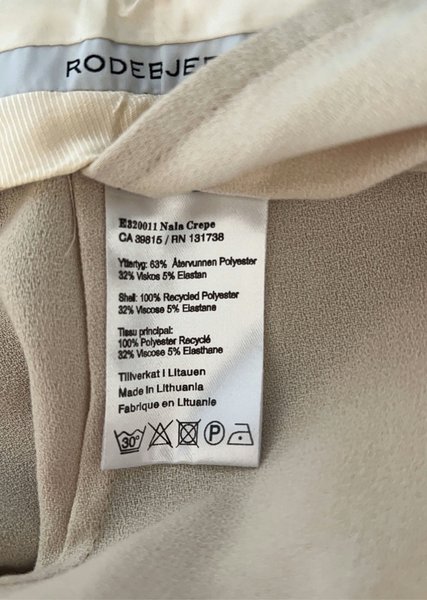 RODEBJE
E320011 Nala Crepe
CA 39815 / RN 131738
Yttertyg: 63% Återvunnen Polyester
32% Viskos 5% Elastan
Shell: 100% Recycled Polyester
32% Viscose 5% Elastane
Tissu principal:
100% Polyester Recyclé
32% Viscose 5% Elasthane
Tillverkat i Litauen
Made in Lithuania
Fabrique en Lituanie
30° P